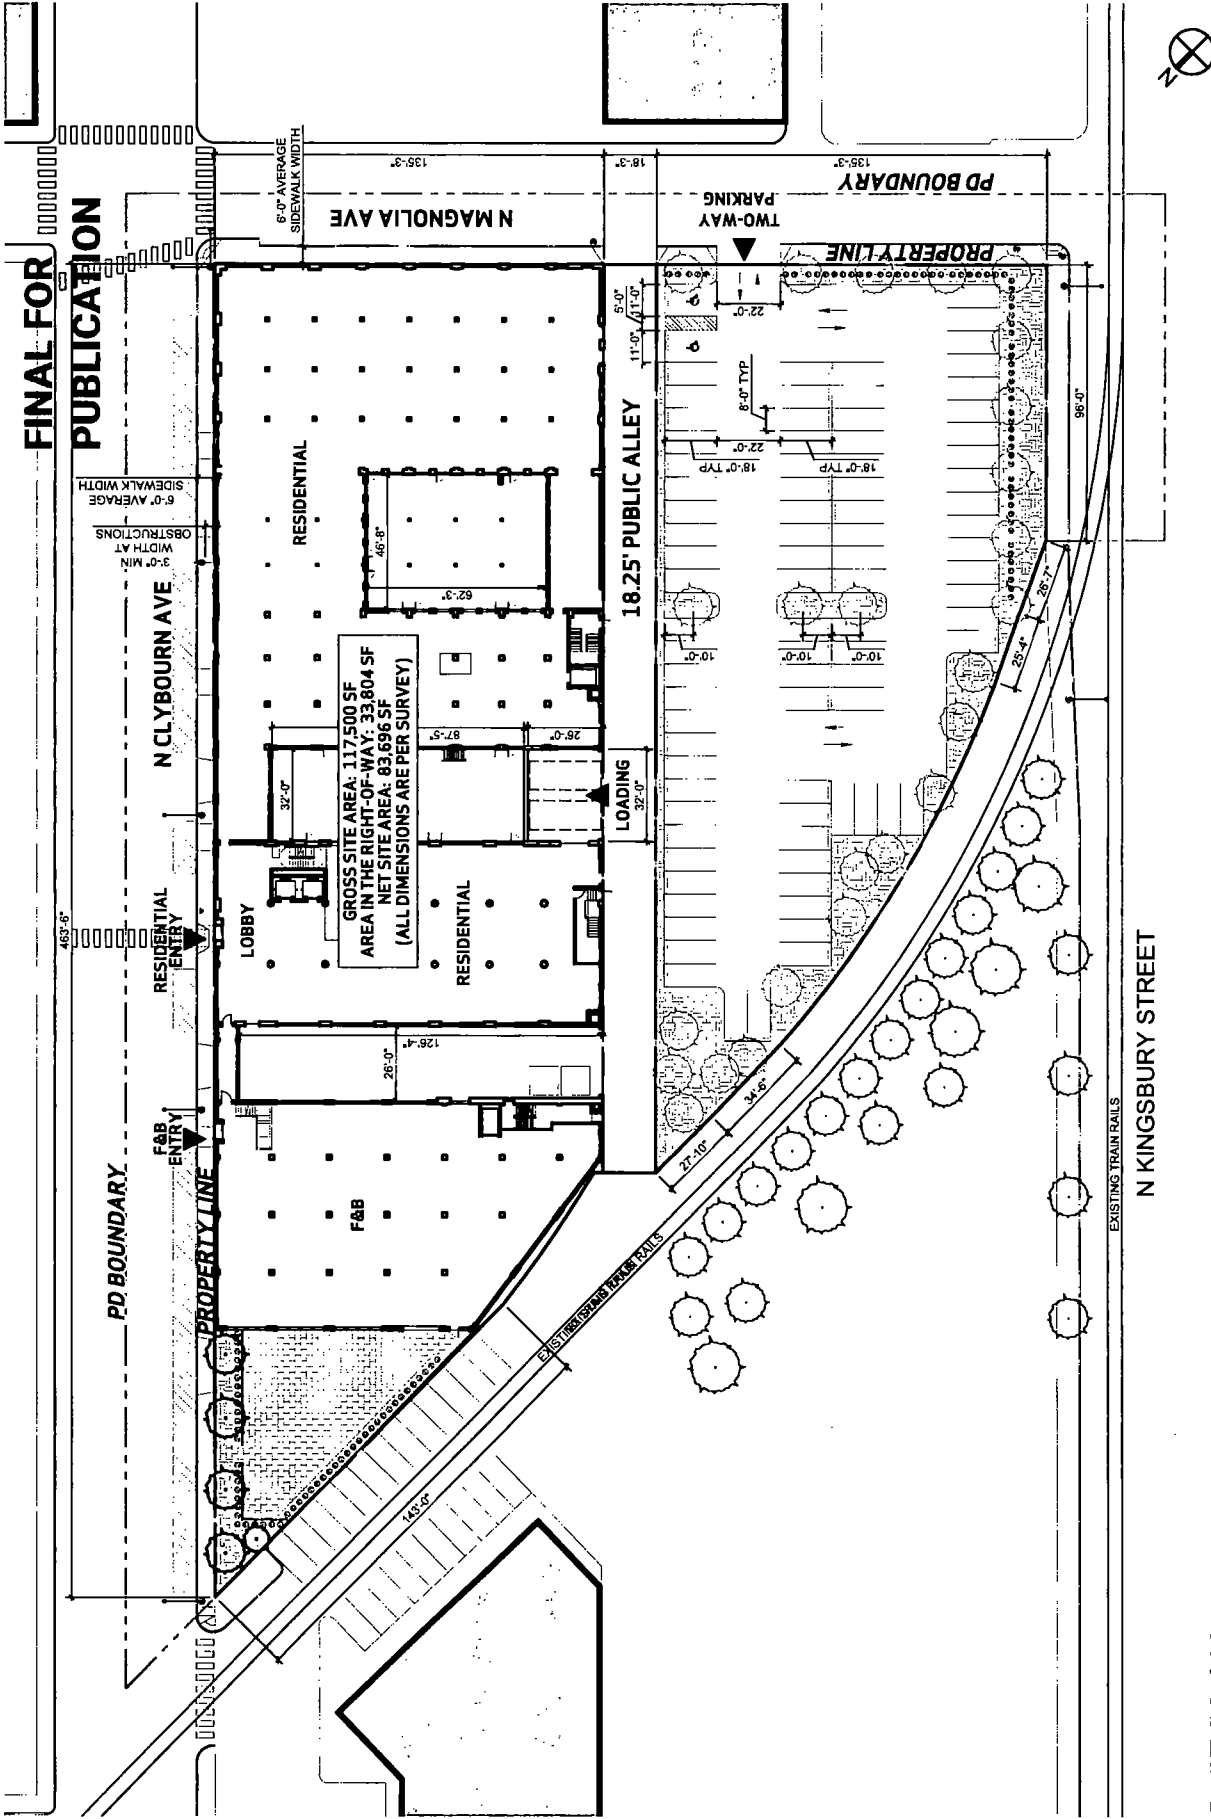 FINAL FOR
PUBLICATION
N
6'-0" AVERAGE
SIDEWALK WIDTH
135'-3"
18'-3"
135'-3"
N MAGNOLIA AVE
TWO-WAY
PARKING
PD BOUNDARY
PROPERTY LINE
6'-0" AVERAGE
SIDEWALK WIDTH
3'-0" MIN
WIDTH AT
OBSTRUCTIONS
N CLYBOURN AVE
463'-6"
RESIDENTIAL
ENTRY
F&B
ENTRY
PD BOUNDARY
PROPERTY LINE
RESIDENTIAL
46'-8"
62'-3"
GROSS SITE AREA: 117,500 SF
AREA IN THE RIGHT-OF-WAY: 33,804 SF
NET SITE AREA: 83,696 SF
(ALL DIMENSIONS ARE PER SURVEY)
87'-5"
26'-0"
32'-0"
LOBBY
RESIDENTIAL
126'-4"
26'-0"
F&B
18.25' PUBLIC ALLEY
LOADING
32'-0"
5'-0"
11'-0"
11'-0"
22'-0"
8'-0" TYP
18'-0" TYP
22'-0"
18'-0" TYP
10'-0"
10'-0"
10'-0"
96'-0"
26'-7"
25'-4"
34'-6"
27'-10"
143'-0"
EXISTING TRAIN RAILS
N KINGSBURY STREET